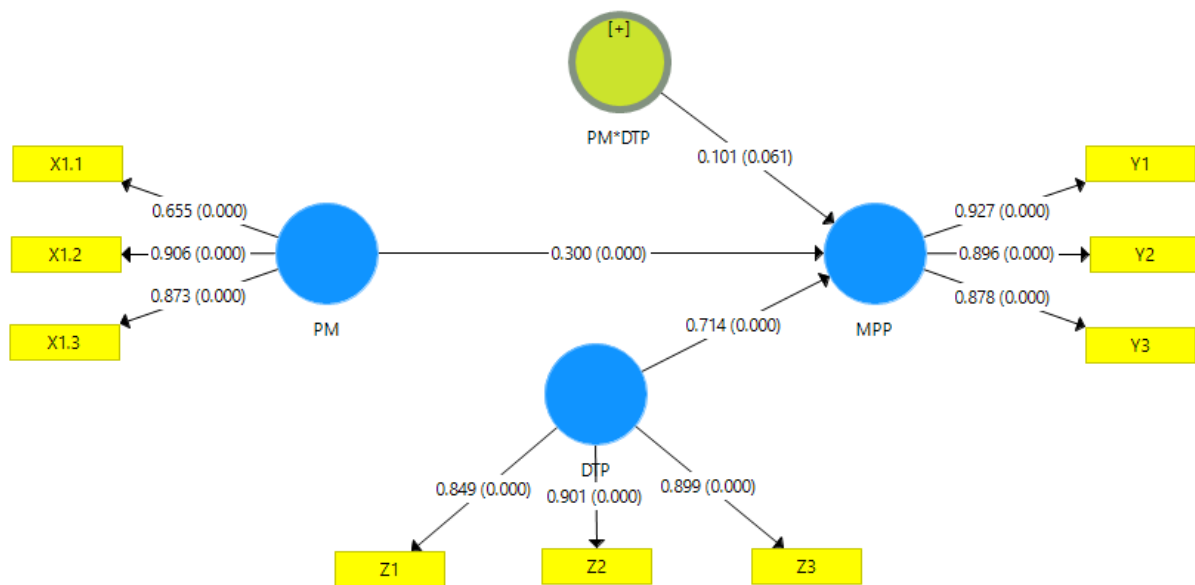 [+]
PM*DTP
0.101 (0.061)
X1.1
0.655 (0.000)
X1.2
0.906 (0.000)
0.873 (0.000)
X1.3
PM
0.300 (0.000)
0.714 (0.000)
MPP
Y1
0.927 (0.000)
0.896 (0.000)
Y2
0.878 (0.000)
Y3
DTP
0.849 (0.000)
0.901 (0.000)
0.899 (0.000)
Z1
Z2
Z3